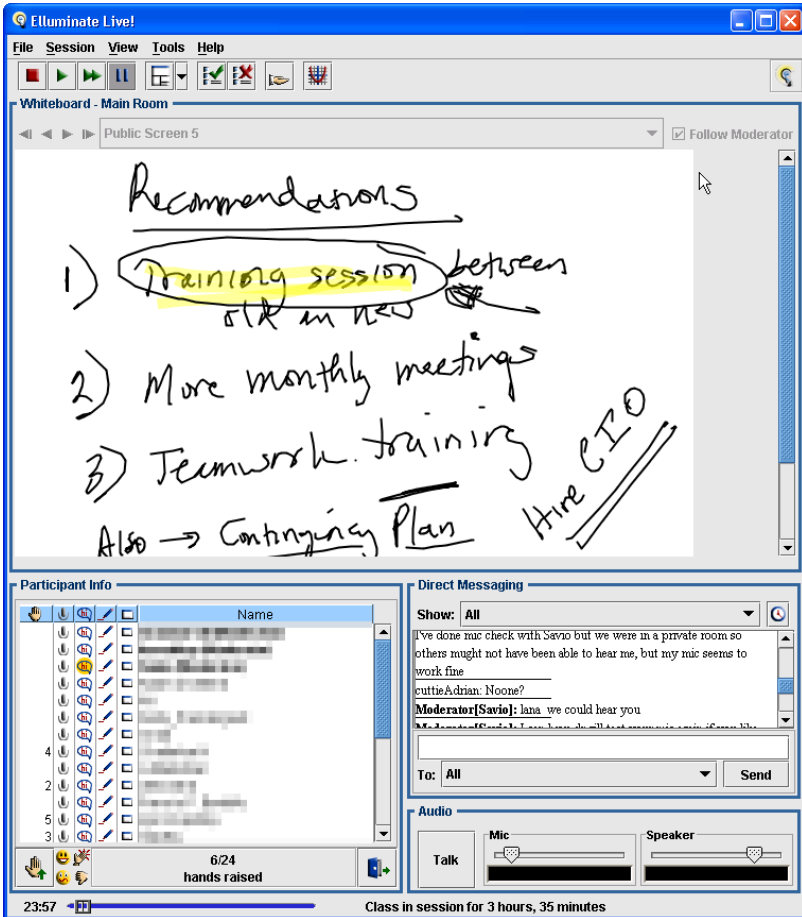 Elluminate Live!
File Session View Tools Help
Whiteboard - Main Room
Public Screen 5
Follow Moderator
Recommendations
1) Training session between
old an new
2) More monthly meetings
3) Teamwork training
Hire CIO
Also → Contingincy Plan
Participant Info
Name
4
2
5
3
6/24
hands raised
Direct Messaging
Show: All
I've done mic check with Savio but we were in a private room so
others mught not have been able to hear me, but my mic seems to
work fine
cuttieAdrian: Noone?
Moderator[Savio]: lana we could hear you
To: All
Send
Audio
Talk
Mic
Speaker
23:57
Class in session for 3 hours, 35 minutes